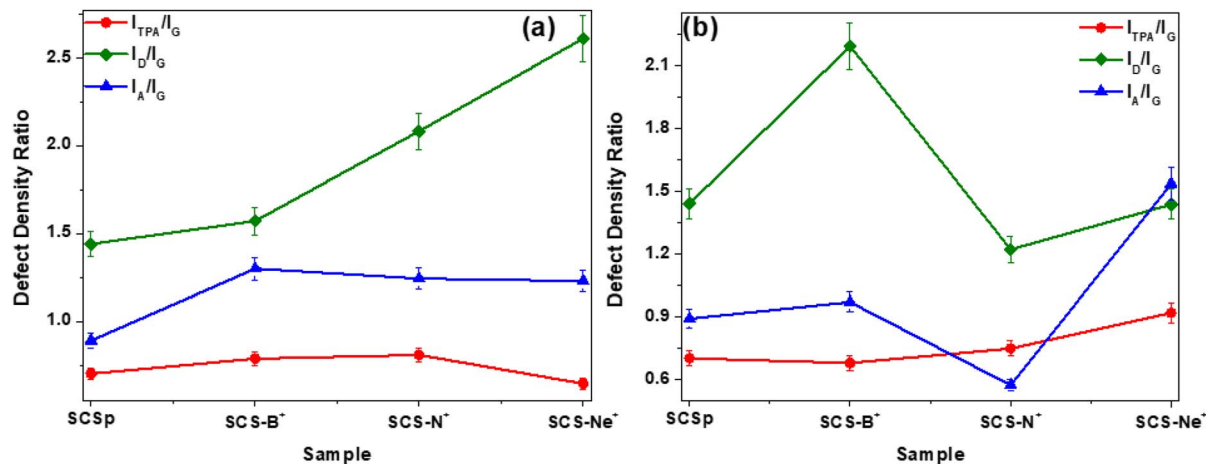 (a)
I_TPA/I_G
I_D/I_G
I_A/I_G
2.5
2.0
1.5
1.0
Defect Density Ratio
SCSp SCS-B⁺ SCS-N⁺ SCS-Ne⁺
Sample
(b)
I_TPA/I_G
I_D/I_G
I_A/I_G
2.1
1.8
1.5
1.2
0.9
0.6
Defect Density Ratio
SCSp SCS-B⁺ SCS-N⁺ SCS-Ne⁺
Sample